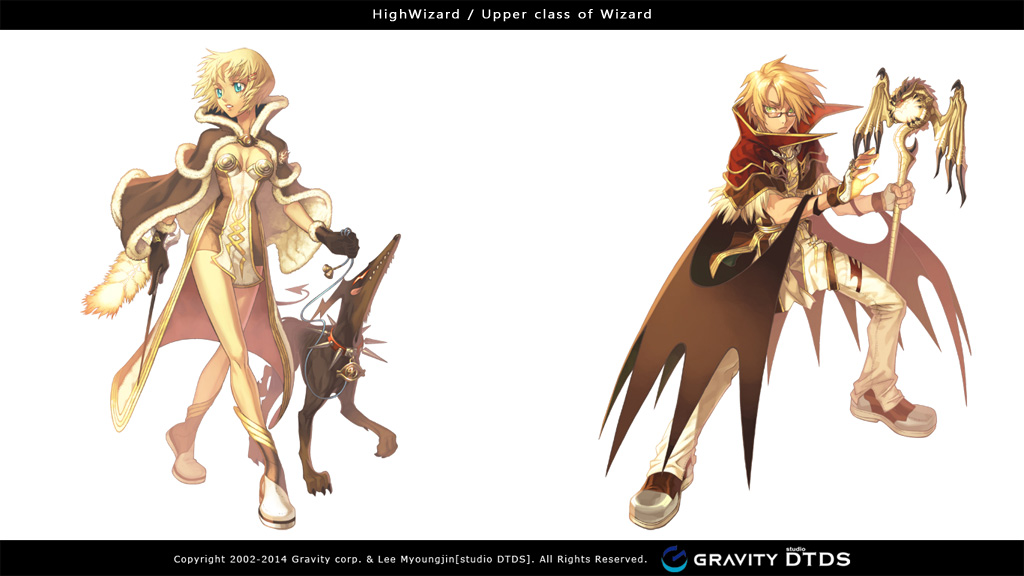 HighWizard / Upper class of Wizard
Copyright 2002-2014 Gravity corp. & Lee Myoungjin[studio DTDS]. All Rights Reserved.
GRAVITY studio DTDS